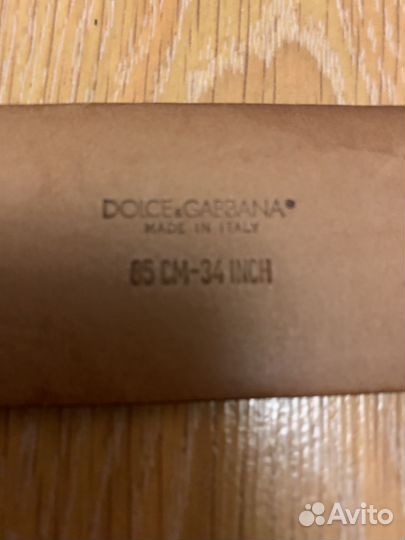 DOLCE&GABBANA®
MADE IN ITALY
85 CM-34 INCH
Avito